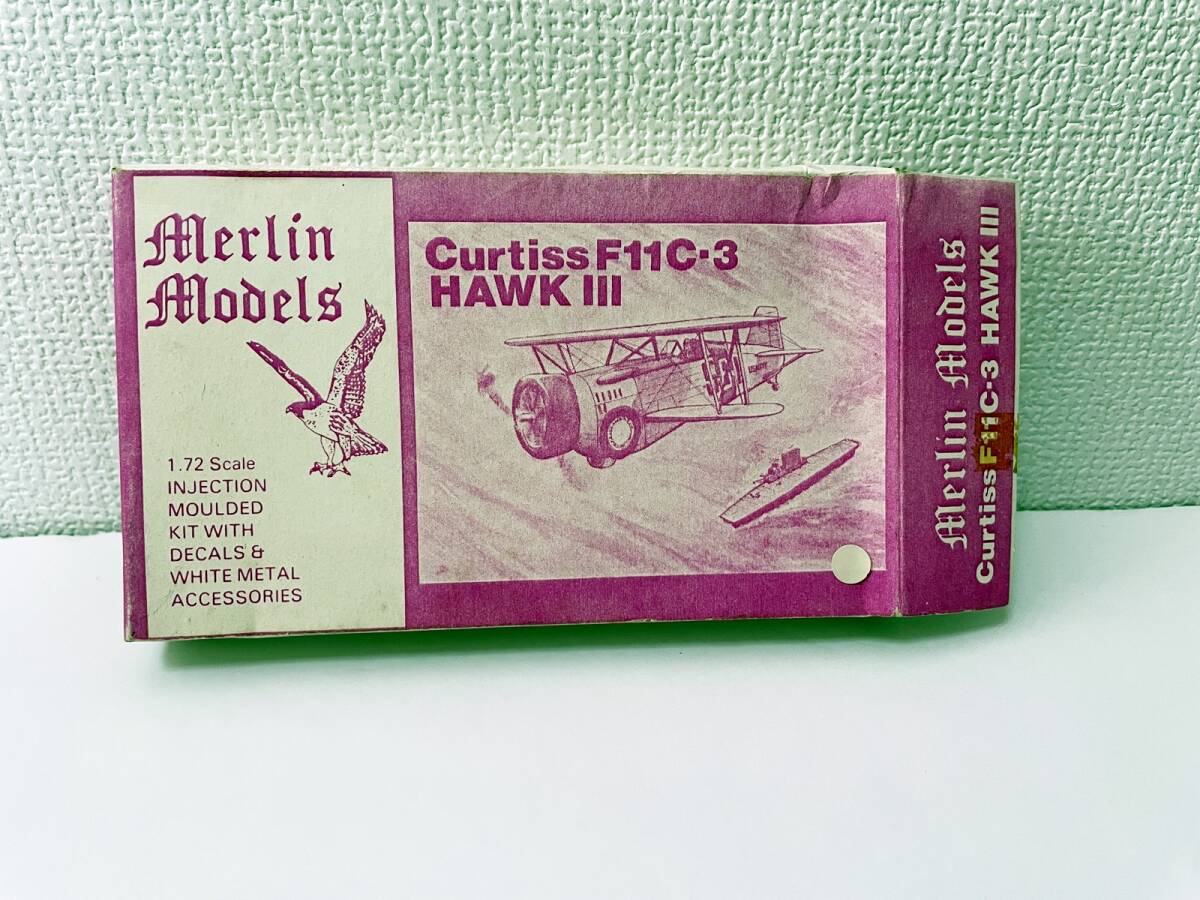 Merlin
Models
1.72 Scale
INJECTION
MOULDED
KIT WITH
DECALS &
WHITE METAL
ACCESSORIES
Curtiss F11C-3
HAWK III
Merlin Models
Curtiss F11C-3 HAWK III